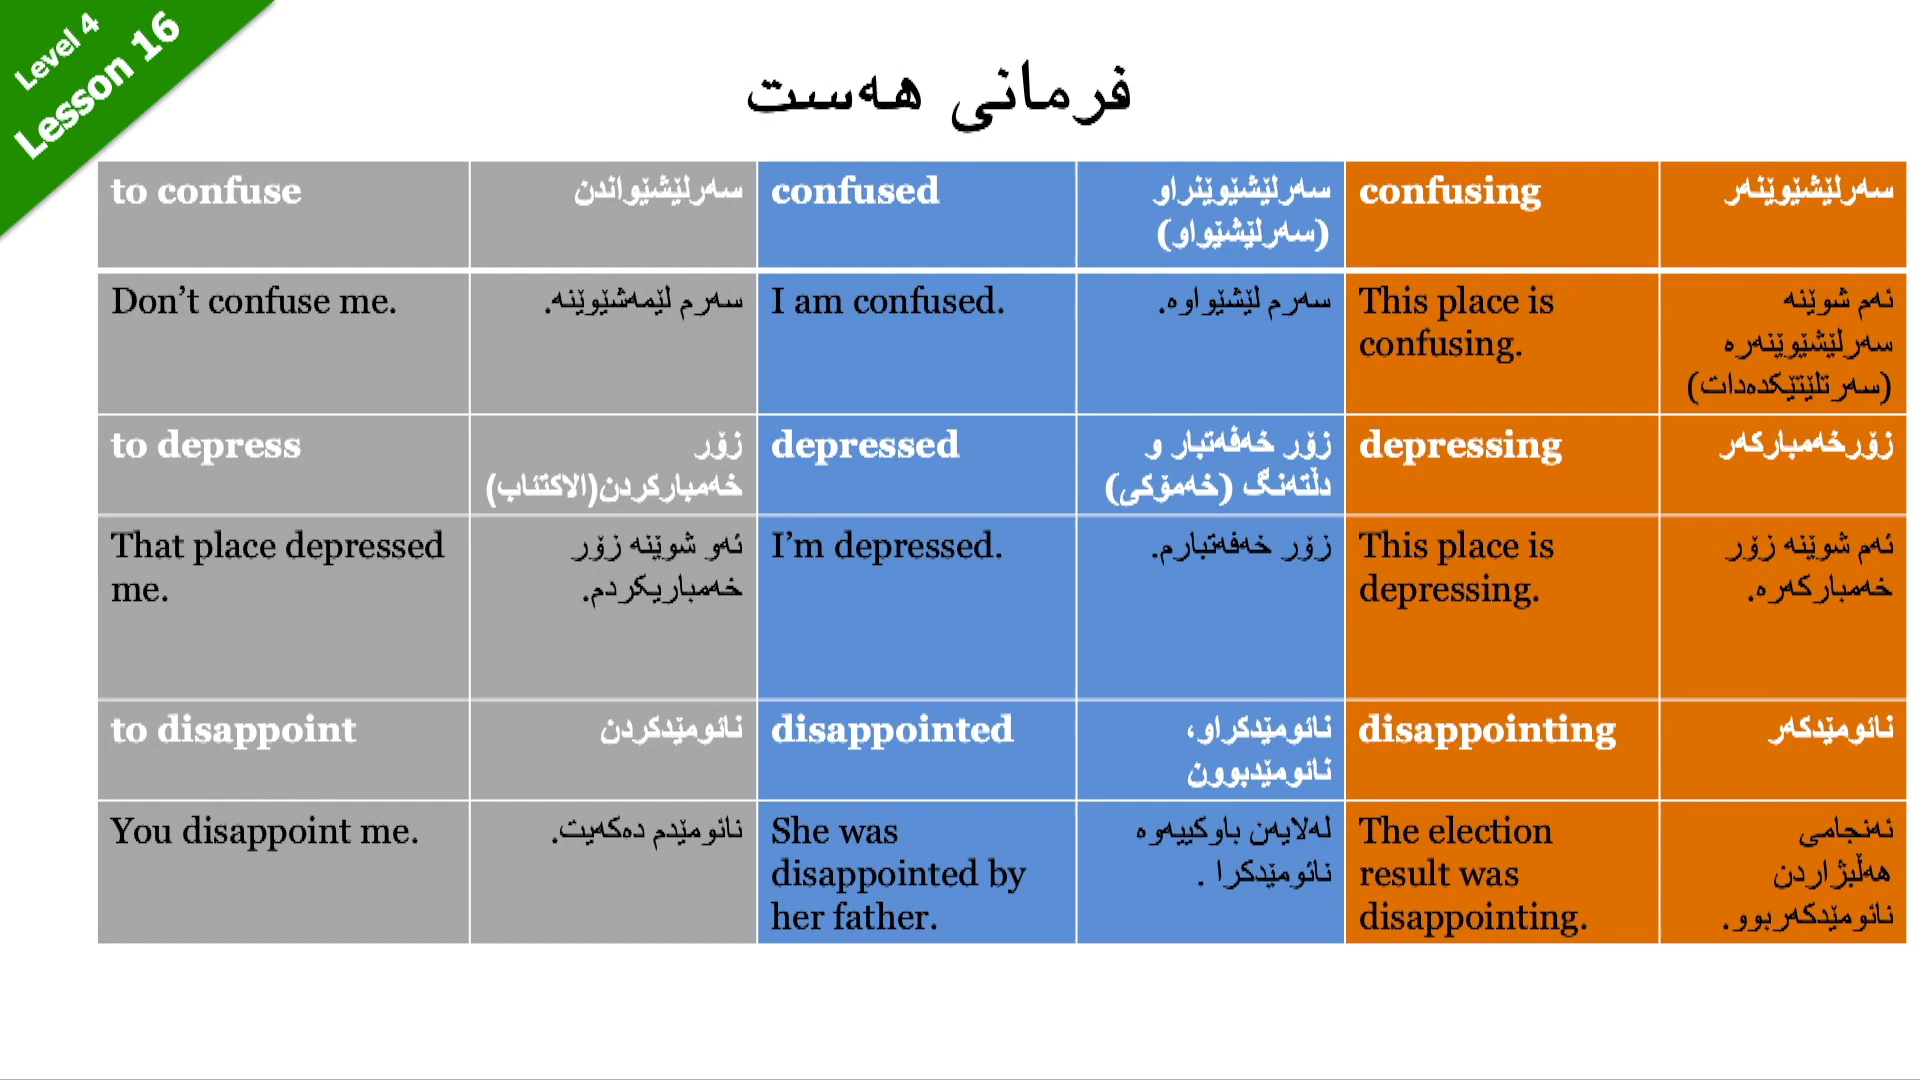 Level 4
Lesson 16
فرمانی هەست
to confuse
سەرلێشێواندن
confused
سەرلێشێوێنراو
(سەرلێشێواو)
confusing
سەرلێشێوێنەر
Don’t confuse me.
سەرم لێمەشێوێنە.
I am confused.
سەرم لێشێواوە.
This place is
confusing.
ئەم شوێنە
سەرلێشێوێنەرە
(سەرتلێتێکدەدات)
to depress
زۆر
خەمبارکردن(الاکتئاب)
depressed
زۆر خەفەتبار و
دڵتەنگ (خەمۆکی)
depressing
زۆرخەمبارکەر
That place depressed
me.
ئەو شوێنە زۆر
خەمباریکردم.
I’m depressed.
زۆر خەفەتبارم.
This place is
depressing.
ئەم شوێنە زۆر
خەمبارکەرە.
to disappoint
نائومێدکردن
disappointed
نائومێدکراو،
نائومێدبوون
disappointing
نائومێدکەر
You disappoint me.
نائومێدم دەکەیت.
She was
disappointed by
her father.
لەلایەن باوکییەوە
نائومێدکرا .
The election
result was
disappointing.
ئەنجامی
هەڵبژاردن
نائومێدکەربوو.